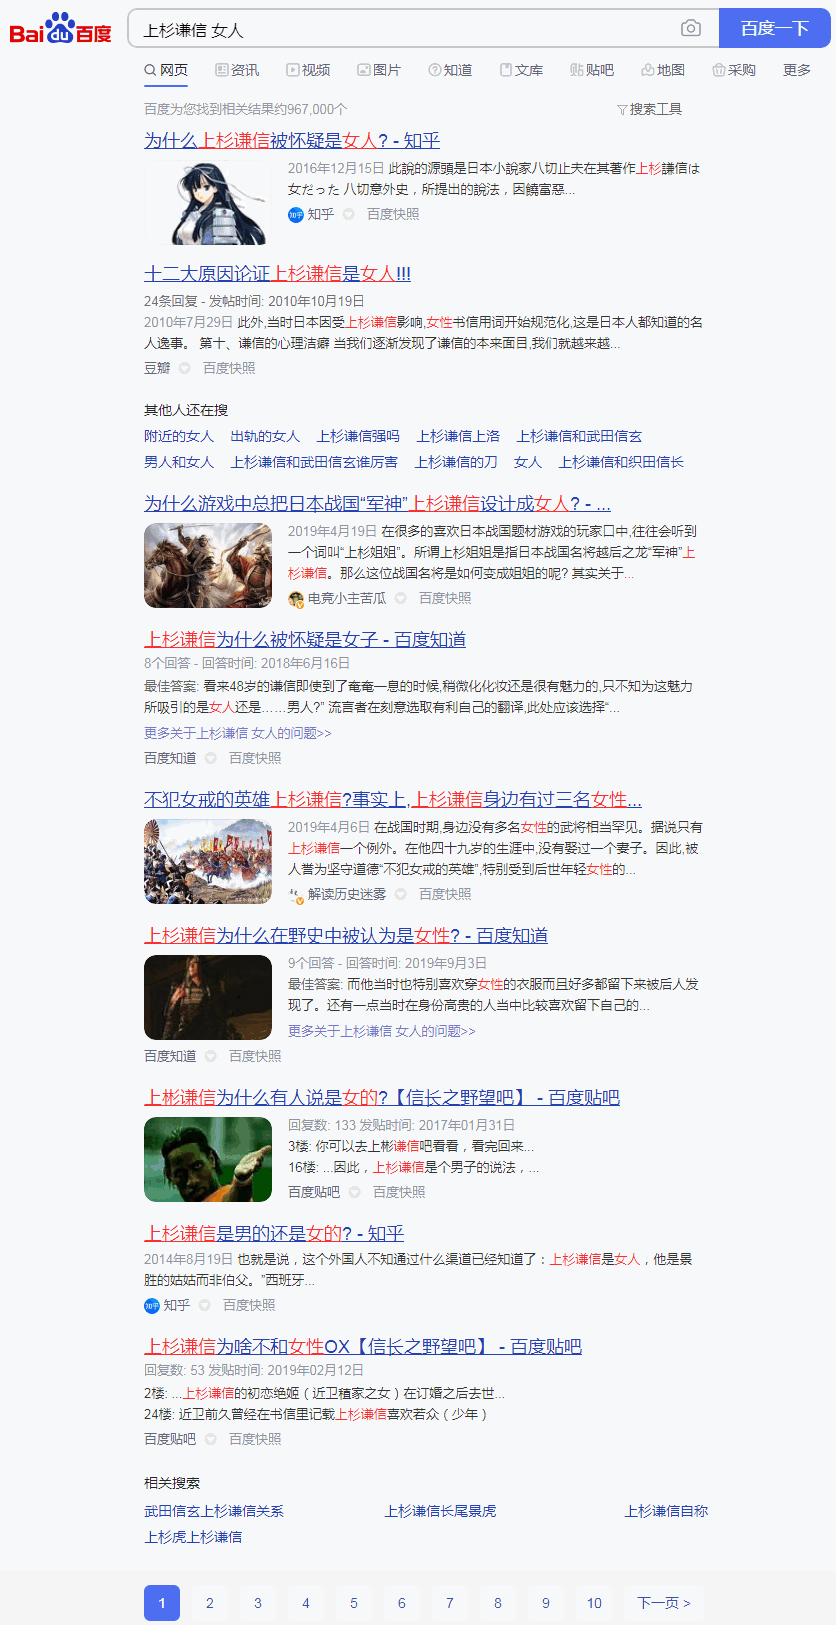 Bai du 百度
上杉谦信 女人
百度一下
网页 资讯 视频 图片 知道 文库 贴吧 地图 采购 更多
百度为您找到相关结果约967,000个
搜索工具
为什么上杉谦信被怀疑是女人? - 知乎
2016年12月15日 此說的源頭是日本小說家八切止夫在其著作上杉謙信は
女だった 八切意外史，所提出的說法，因饒富惡...
知乎 百度快照
十二大原因论证上杉谦信是女人!!!
24条回复 - 发帖时间: 2010年10月19日
2010年7月29日 此外,当时日本因受上杉谦信影响,女性书信用词开始规范化,这是日本人都知道的名
人逸事。 第十、谦信的心理洁癖 当我们逐渐发现了谦信的本来面目,我们就越来越...
豆瓣 百度快照
其他人还在搜
附近的女人 出轨的女人 上杉谦信强吗 上杉谦信上洛 上杉谦信和武田信玄
男人和女人 上杉谦信和武田信玄谁厉害 上杉谦信的刀 女人 上杉谦信和织田信长
为什么游戏中总把日本战国“军神”上杉谦信设计成女人? - ...
2019年4月19日 在很多的喜欢日本战国题材游戏的玩家口中,往往会听到
一个词叫“上杉姐姐”。所谓上杉姐姐是指日本战国名将越后之龙“军神”上
杉谦信。那么这位战国名将是如何变成姐姐的呢? 其实关于...
电竞小主苦瓜 百度快照
上杉谦信为什么被怀疑是女子 - 百度知道
8个回答 - 回答时间: 2018年6月16日
最佳答案: 看来48岁的谦信即使到了奄奄一息的时候,稍微化化妆还是很有魅力的,只不知为这魅力
所吸引的是女人还是……男人?” 流言者在刻意选取有利自己的翻译,此处应该选择“...
更多关于上杉谦信 女人的问题>>
百度知道 百度快照
不犯女戒的英雄上杉谦信?事实上,上杉谦信身边有过三名女性...
2019年4月6日 在战国时期,身边没有多名女性的武将相当罕见。据说只有
上杉谦信一个例外。在他四十九岁的生涯中,没有娶过一个妻子。因此,被
人誉为坚守道德“不犯女戒的英雄”,特别受到后世年轻女性的...
解读历史迷雾 百度快照
上杉谦信为什么在野史中被认为是女性? - 百度知道
9个回答 - 回答时间: 2019年9月3日
最佳答案: 而他当时也特别喜欢穿女性的衣服而且好多都留下来被后人发
现了。还有一点当时在身份高贵的人当中比较喜欢留下自己的...
更多关于上杉谦信 女人的问题>>
百度知道 百度快照
上彬谦信为什么有人说是女的?【信长之野望吧】 - 百度贴吧
回复数: 133 发贴时间: 2017年01月31日
3楼: 你可以去上彬谦信吧看看，看完回来...
16楼: ...因此，上杉谦信是个男子的说法，...
百度贴吧 百度快照
上杉谦信是男的还是女的? - 知乎
2014年8月19日 也就是说，这个外国人不知通过什么渠道已经知道了：上杉谦信是女人，他是景
胜的姑姑而非伯父。”西班牙...
知乎 百度快照
上杉谦信为啥不和女性OX【信长之野望吧】 - 百度贴吧
回复数: 53 发贴时间: 2019年02月12日
2楼: ...上杉谦信的初恋绝姬（近卫稙家之女）在订婚之后去世...
24楼: 近卫前久曾经在书信里记载上杉谦信喜欢若众（少年）
百度贴吧 百度快照
相关搜索
武田信玄上杉谦信关系 上杉谦信长尾景虎 上杉谦信自称
上杉虎上杉谦信
1 2 3 4 5 6 7 8 9 10 下一页 >